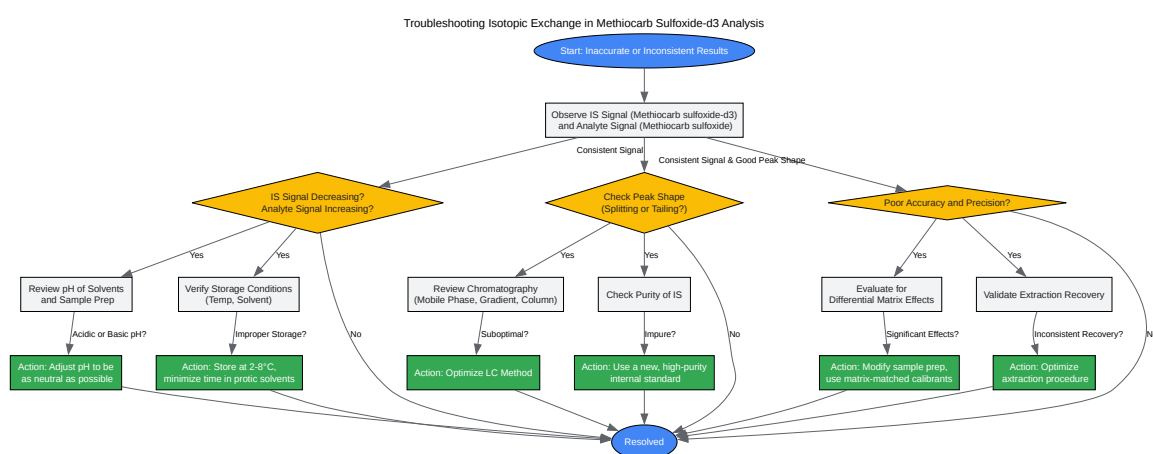 Troubleshooting Isotopic Exchange in Methiocarb Sulfoxide-d3 Analysis
Start: Inaccurate or Inconsistent Results
Observe IS Signal (Methiocarb sulfoxide-d3)
and Analyte Signal (Methiocarb sulfoxide)
Consistent Signal
Consistent Signal & Good Peak Shape
IS Signal Decreasing?
Analyte Signal Increasing?
Check Peak Shape
(Splitting or Tailing?)
Poor Accuracy and Precision?
Yes
Yes
Yes
Yes
Yes
Yes
Review pH of Solvents
and Sample Prep
Verify Storage Conditions
(Temp, Solvent)
Review Chromatography
(Mobile Phase, Gradient, Column)
Check Purity of IS
Evaluate for
Differential Matrix Effects
Validate Extraction Recovery
Acidic or Basic pH?
Improper Storage?
No
Suboptimal?
Impure?
No
Significant Effects?
Inconsistent Recovery?
N
Action: Adjust pH to be
as neutral as possible
Action: Store at 2-8°C,
minimize time in protic solvents
Action: Optimize LC Method
Action: Use a new, high-purity
internal standard
Action: Modify sample prep,
use matrix-matched calibrants
Action: Optimize
axtraction procedure
Resolved